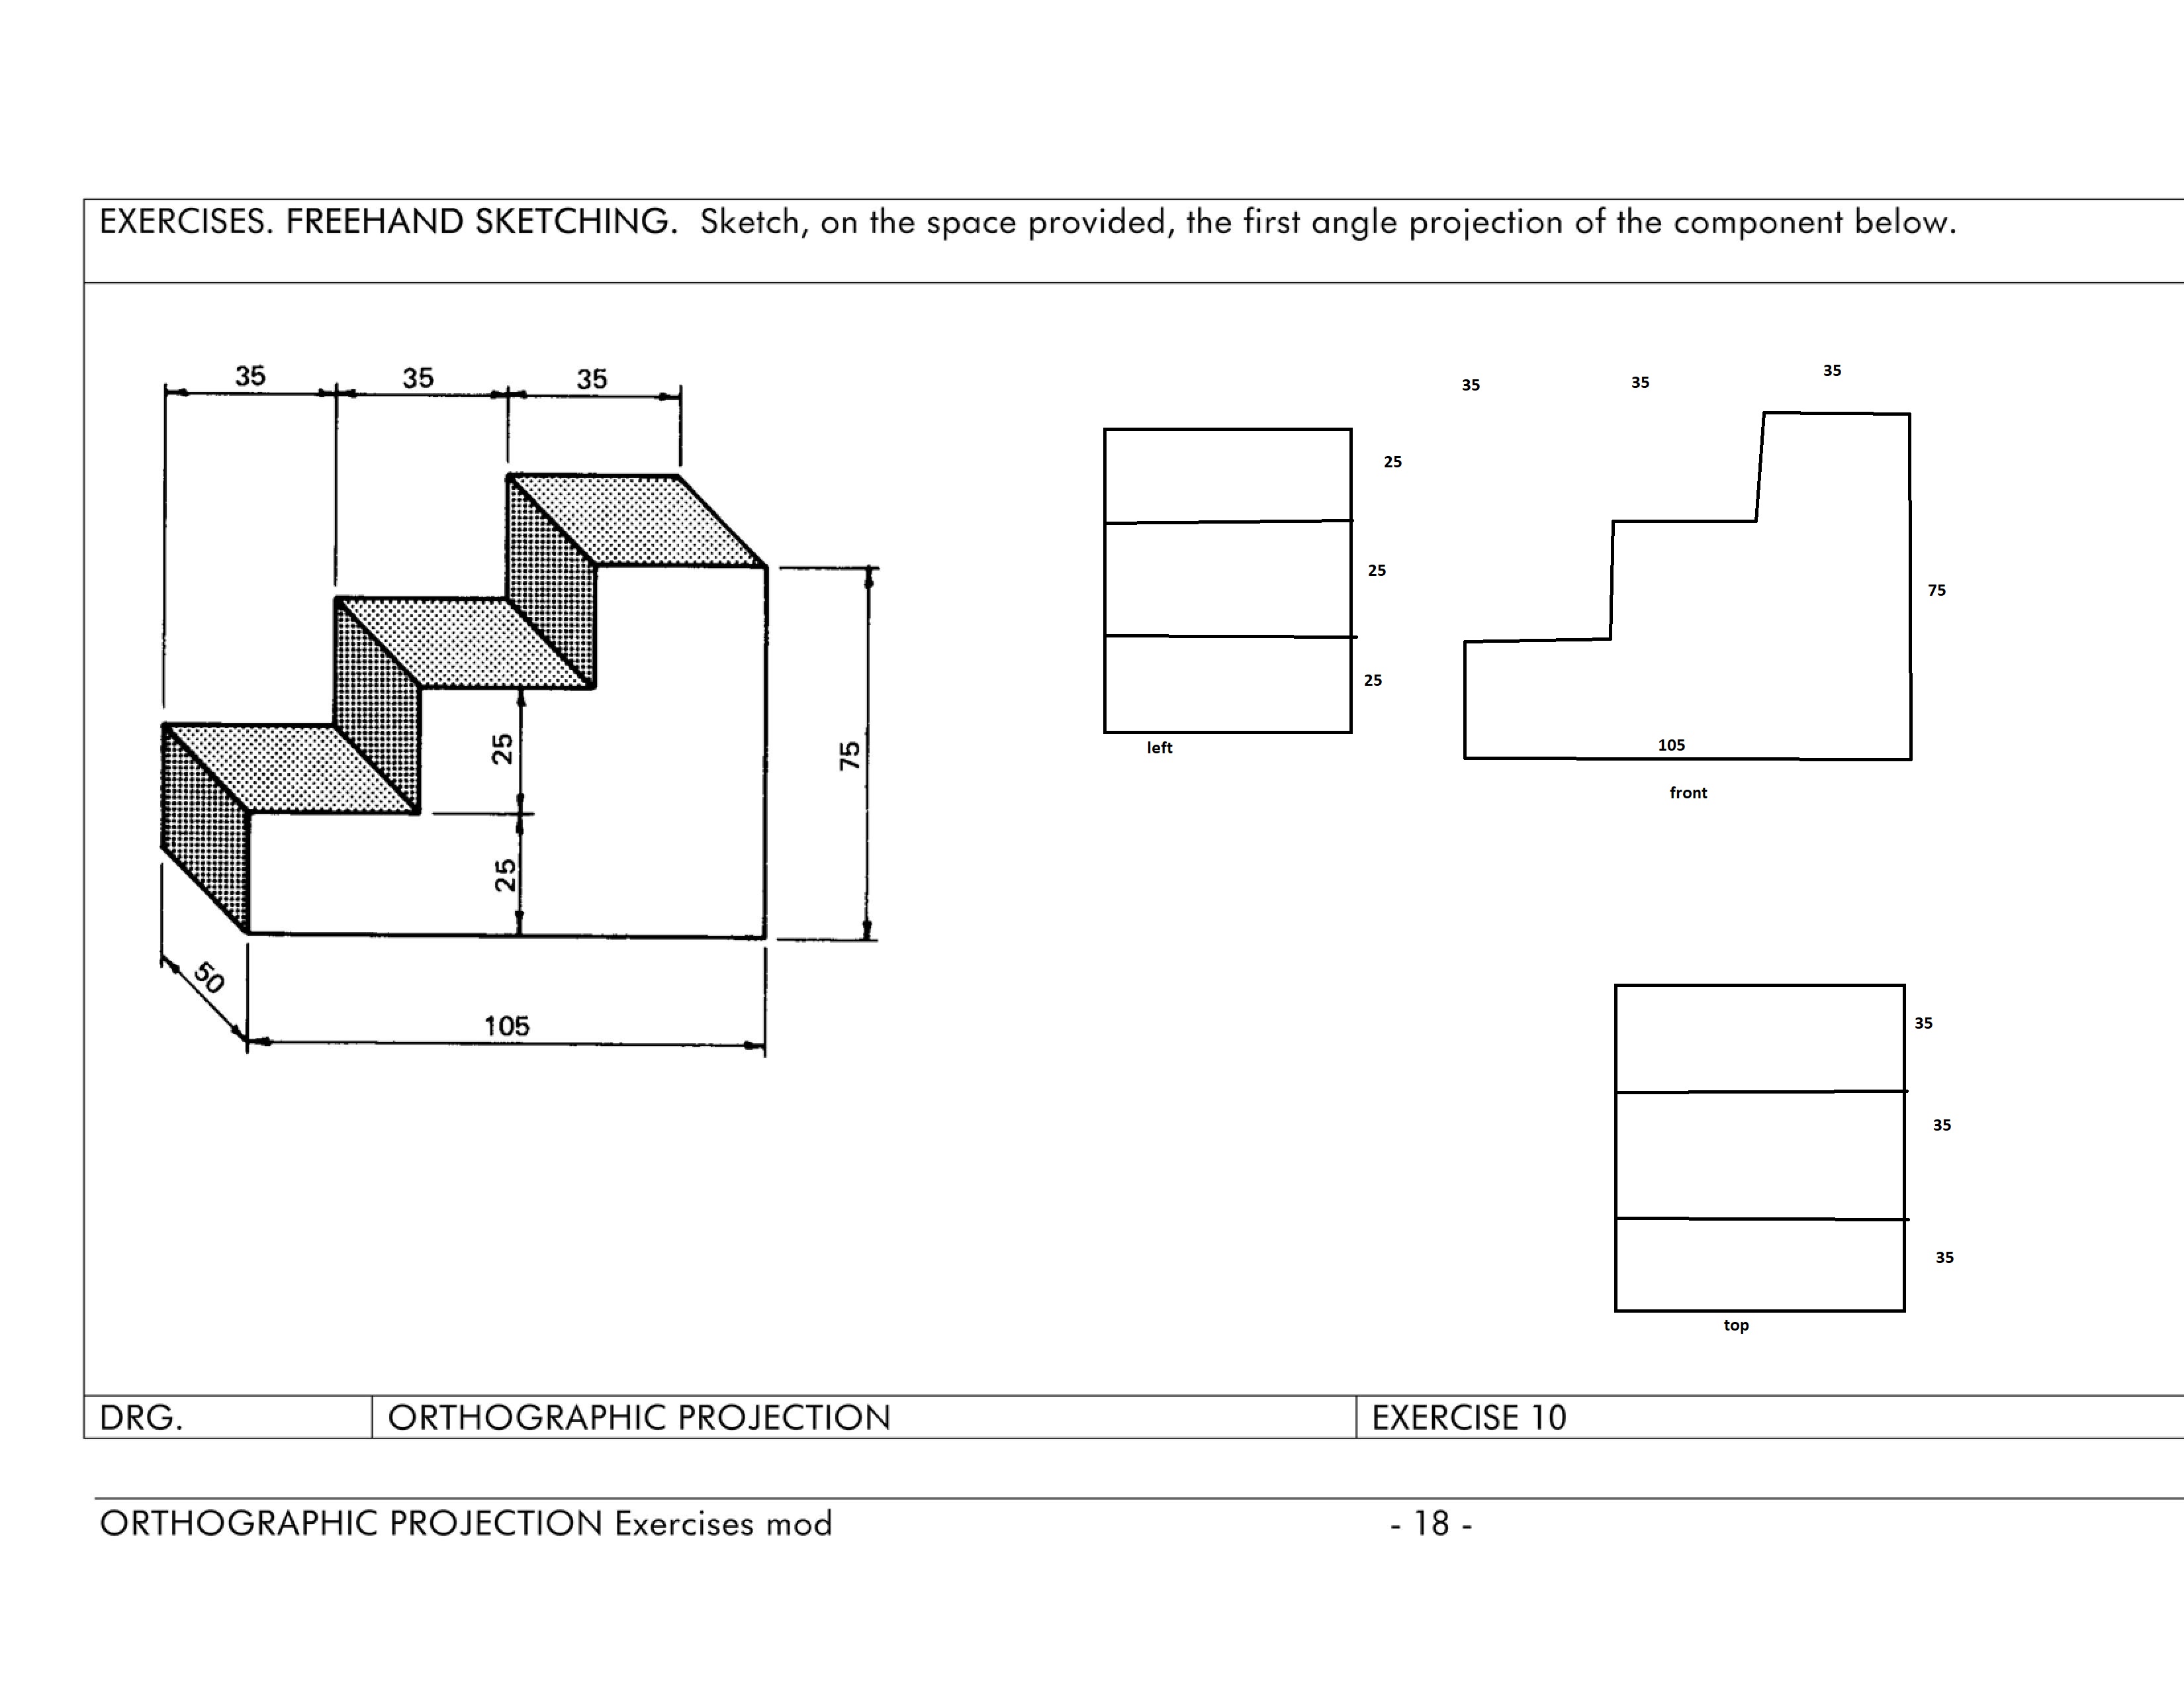 EXERCISES. FREEHAND SKETCHING. Sketch, on the space provided, the first angle projection of the component below.
35 35 35
25
75
25
50
105
35 35 35
25
25
75
25
105
left
front
35
35
35
top
DRG. ORTHOGRAPHIC PROJECTION EXERCISE 10
ORTHOGRAPHIC PROJECTION Exercises mod - 18 -